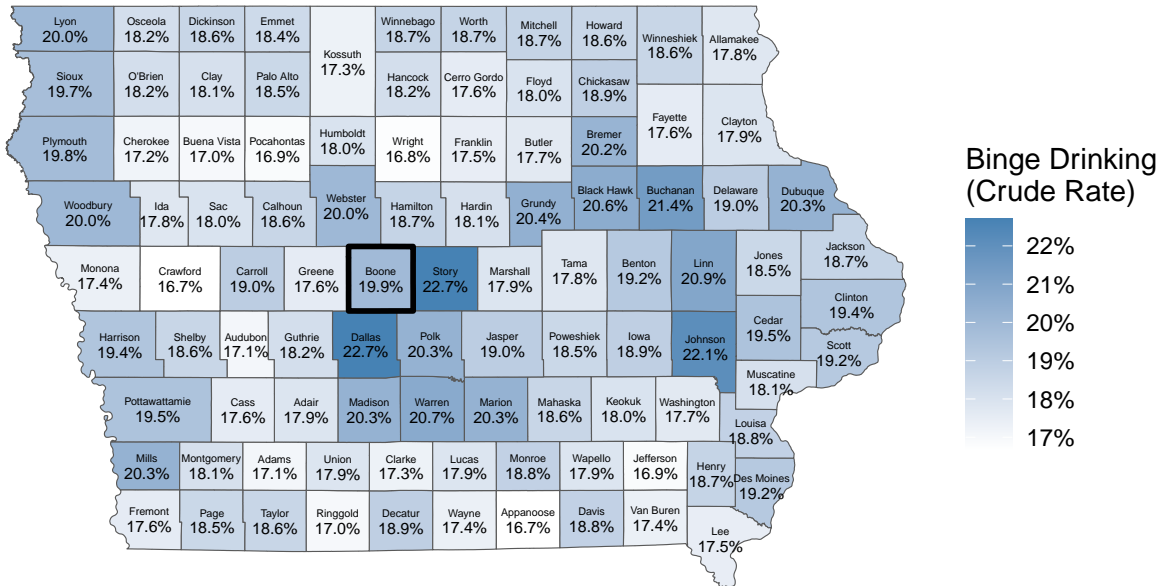 Lyon
20.0%
Osceola
18.2%
Dickinson
18.6%
Emmet
18.4%
Kossuth
17.3%
Winnebago
18.7%
Worth
18.7%
Mitchell
18.7%
Howard
18.6%
Winneshiek
18.6%
Allamakee
17.8%
Sioux
19.7%
O'Brien
18.2%
Clay
18.1%
Palo Alto
18.5%
Hancock
18.2%
Cerro Gordo
17.6%
Floyd
18.0%
Chickasaw
18.9%
Fayette
17.6%
Clayton
17.9%
Plymouth
19.8%
Cherokee
17.2%
Buena Vista
17.0%
Pocahontas
16.9%
Humboldt
18.0%
Wright
16.8%
Franklin
17.5%
Butler
17.7%
Bremer
20.2%
Woodbury
20.0%
Ida
17.8%
Sac
18.0%
Calhoun
18.6%
Webster
20.0%
Hamilton
18.7%
Hardin
18.1%
Grundy
20.4%
Black Hawk
20.6%
Buchanan
21.4%
Delaware
19.0%
Dubuque
20.3%
Monona
17.4%
Crawford
16.7%
Carroll
19.0%
Greene
17.6%
Boone
19.9%
Story
22.7%
Marshall
17.9%
Tama
17.8%
Benton
19.2%
Linn
20.9%
Jones
18.5%
Jackson
18.7%
Clinton
19.4%
Harrison
19.4%
Shelby
18.6%
Audubon
17.1%
Guthrie
18.2%
Dallas
22.7%
Polk
20.3%
Jasper
19.0%
Poweshiek
18.5%
Iowa
18.9%
Johnson
22.1%
Cedar
19.5%
Scott
19.2%
Muscatine
18.1%
Pottawattamie
19.5%
Cass
17.6%
Adair
17.9%
Madison
20.3%
Warren
20.7%
Marion
20.3%
Mahaska
18.6%
Keokuk
18.0%
Washington
17.7%
Louisa
18.8%
Mills
20.3%
Montgomery
18.1%
Adams
17.1%
Union
17.9%
Clarke
17.3%
Lucas
17.9%
Monroe
18.8%
Wapello
17.9%
Jefferson
16.9%
Henry
18.7%
Des Moines
19.2%
Fremont
17.6%
Page
18.5%
Taylor
18.6%
Ringgold
17.0%
Decatur
18.9%
Wayne
17.4%
Appanoose
16.7%
Davis
18.8%
Van Buren
17.4%
Lee
17.5%
Binge Drinking
(Crude Rate)
22%
21%
20%
19%
18%
17%